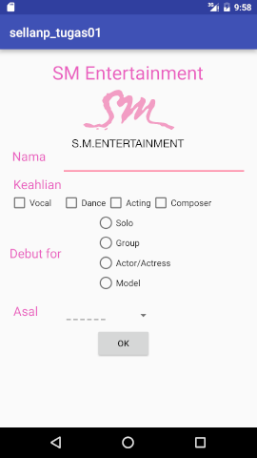 9:58
sellanp_tugas01
SM Entertainment
SM
S.M.ENTERTAINMENT
Nama
Keahlian
Vocal Dance Acting Composer
Solo
Group
Debut for
Actor/Actress
Model
Asal ------
OK